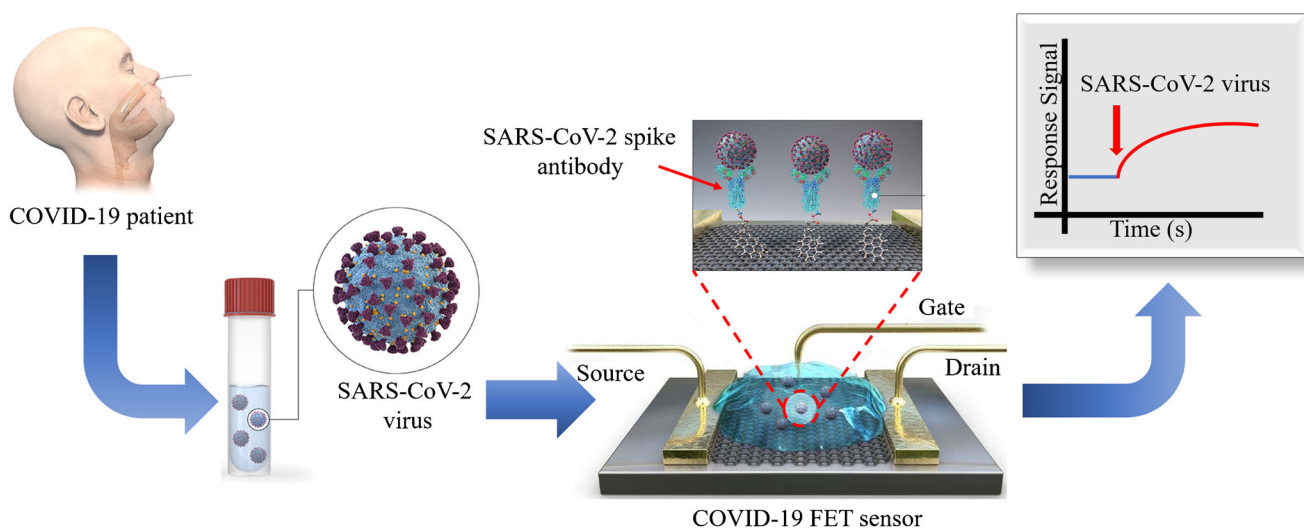 COVID-19 patient
SARS-CoV-2
virus
SARS-CoV-2 spike
antibody
Source
Gate
Drain
COVID-19 FET sensor
Response Signal
SARS-CoV-2 virus
Time (s)